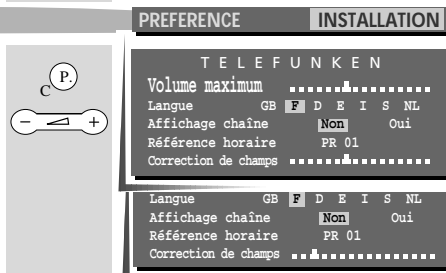 PREFERENCE INSTALLATION
TELEFUNKEN
P.
C
Volume maximum
Langue GB F D E I S NL
- +
Affichage chaîne Non Oui
Référence horaire PR 01
Correction de champs
Langue GB F D E I S NL
Affichage chaîne Non Oui
Référence horaire PR 01
Correction de champs